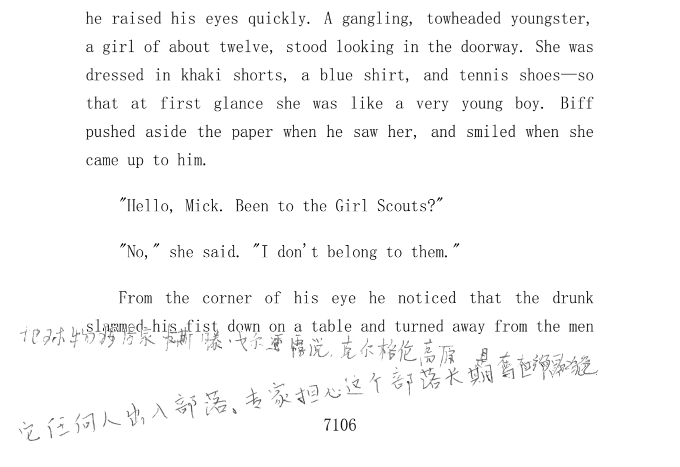 he raised his eyes quickly. A gangling, towheaded youngster,
a girl of about twelve, stood looking in the doorway. She was
dressed in khaki shorts, a blue shirt, and tennis shoes—so
that at first glance she was like a very young boy. Biff
pushed aside the paper when he saw her, and smiled when she
came up to him.
"Hello, Mick. Been to the Girl Scouts?"
"No," she said. "I don't belong to them."
From the corner of his eye he noticed that the drunk
slammed his fist down on a table and turned away from the men
地球物理学家卡斯滕·戈尔 说,克尔格伦高原
它任何人出入部落。专家担心这个部落长期
7106